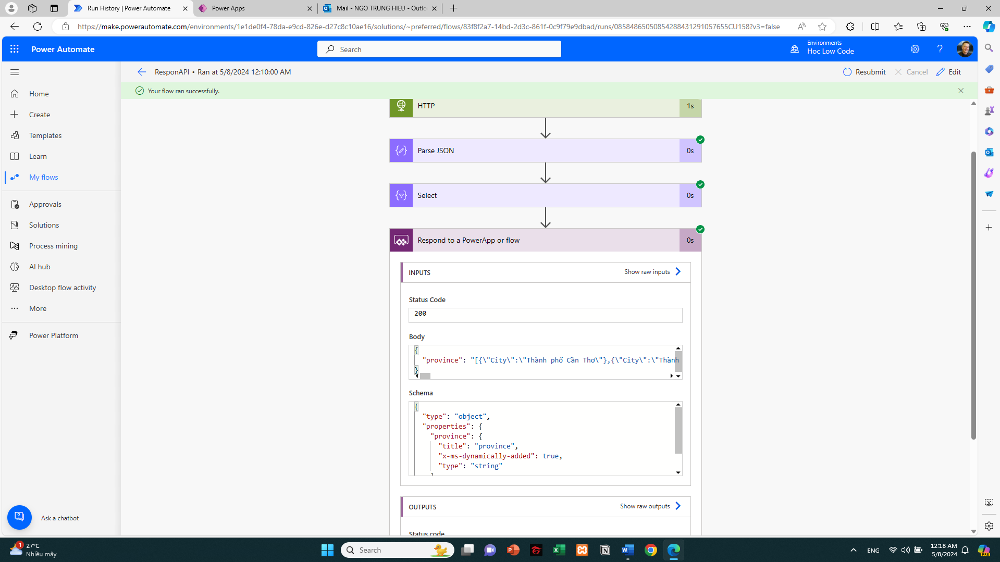 Run History | Power Automate
Power Apps
Mail - NGO TRUNG HIEU - Outlo
https://make.powerautomate.com/environments/1e1de0f4-78da-e9cd-826e-d27c8c10ae16/solutions/~preferred/flows/83f8f2a7-14bd-2d3c-861f-0c9f79e9dbad/runs/08584865050854288431291057655CU158?v3=false
Power Automate
Search
Environments
Hoc Low Code
ResponAPI • Ran at 5/8/2024 12:10:00 AM
Resubmit
Cancel
Edit
Your flow ran successfully.
Home
Create
Templates
Learn
My flows
Approvals
Solutions
Process mining
AI hub
Desktop flow activity
More
Power Platform
Ask a chatbot
HTTP
1s
Parse JSON
0s
Select
0s
Respond to a PowerApp or flow
0s
INPUTS
Show raw inputs
Status Code
200
Body
{
"province": "[{\"City\":\"Thành phố Cần Thơ\"},{\"City\":\"Thành
}
Schema
{
"type": "object",
"properties": {
"province": {
"title": "province",
"x-ms-dynamically-added": true,
"type": "string"
}
OUTPUTS
Show raw outputs
Status code
1
27°C
Nhiều mây
Search
ENG
12:18 AM
5/8/2024
PRE